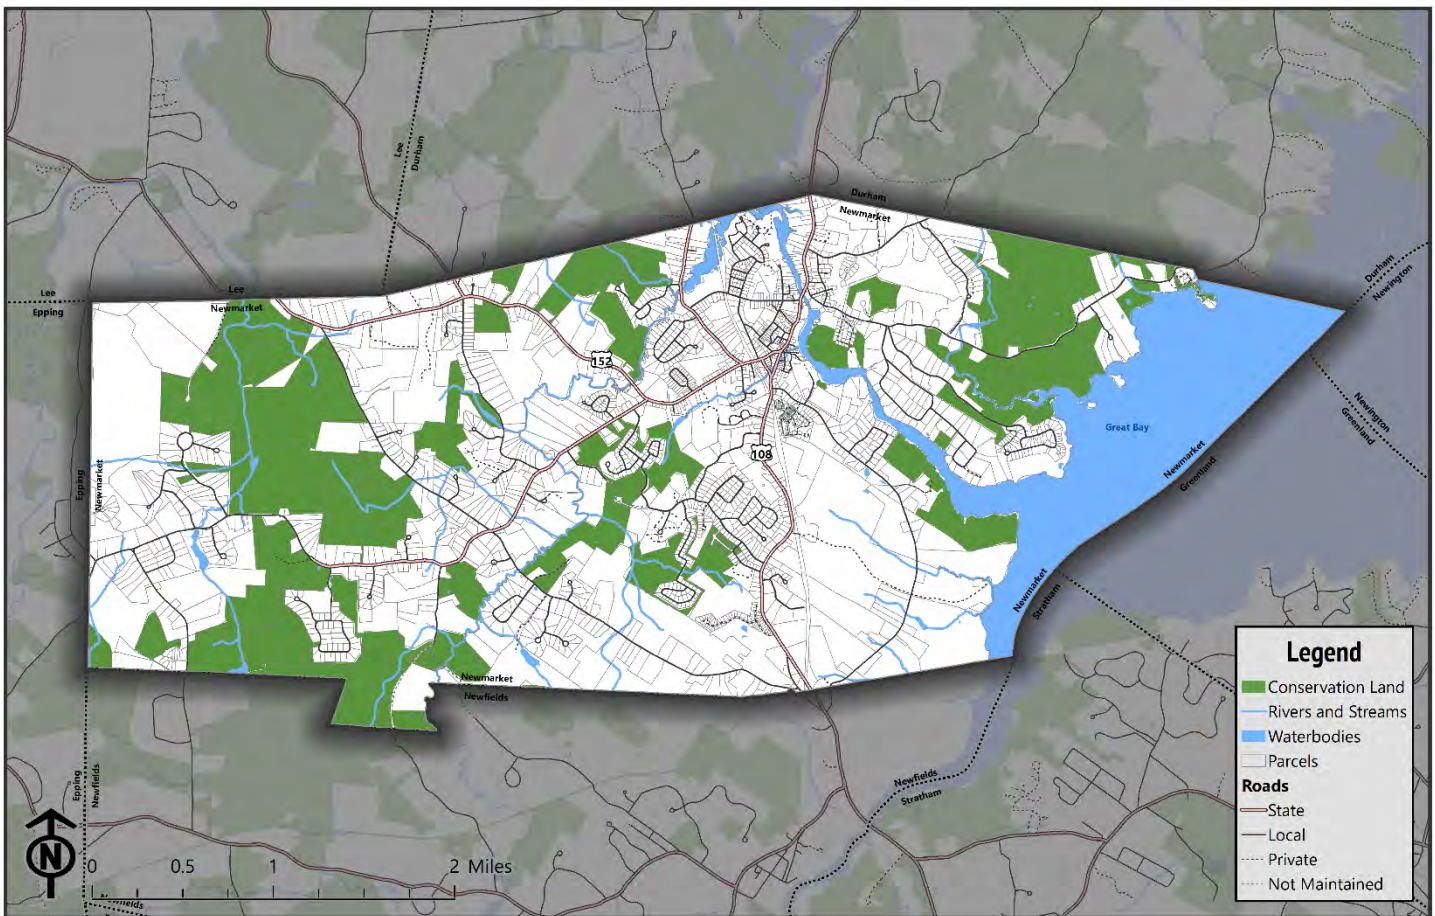 Lee
Durham
Durham
Newmarket
Durham
Newington
Lee
Epping
Lee
Newmarket
152
Newington
Greenland
Great Bay
108
Newmarket
Greenland
Epping
Newmarket
Newmarket
Stratham
Newmarket
Newfields
Epping
Newfields
Newfields
Stratham
N
0 0.5 1 2 Miles
Newfields
Legend
Conservation Land
Rivers and Streams
Waterbodies
Parcels
Roads
State
Local
Private
Not Maintained